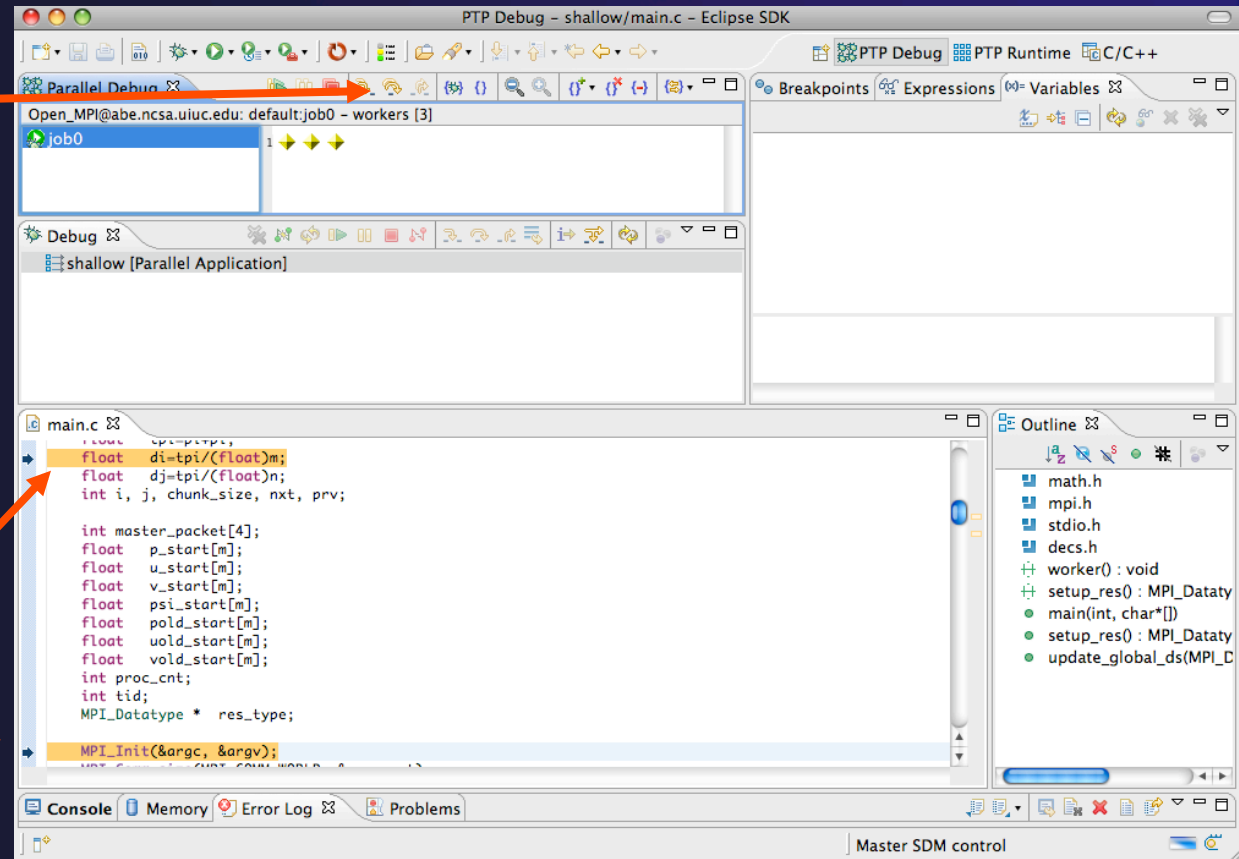 PTP Debug - shallow/main.c - Eclipse SDK
PTP Debug PTP Runtime C/C++
Parallel Debug
Open_MPI@abe.ncsa.uiuc.edu: default:job0 - workers [3]
job0
1
Debug
shallow [Parallel Application]
Breakpoints Expressions (x)= Variables
main.c
float tpi=pi+pi;
float di=tpi/(float)m;
float dj=tpi/(float)n;
int i, j, chunk_size, nxt, prv;
int master_packet[4];
float p_start[m];
float u_start[m];
float v_start[m];
float psi_start[m];
float pold_start[m];
float uold_start[m];
float vold_start[m];
int proc_cnt;
int tid;
MPI_Datatype * res_type;
MPI_Init(&argc, &argv);
Outline
math.h
mpi.h
stdio.h
decs.h
worker() : void
setup_res() : MPI_Dataty
main(int, char*[])
setup_res() : MPI_Dataty
update_global_ds(MPI_D
Console Memory Error Log Problems
Master SDM control